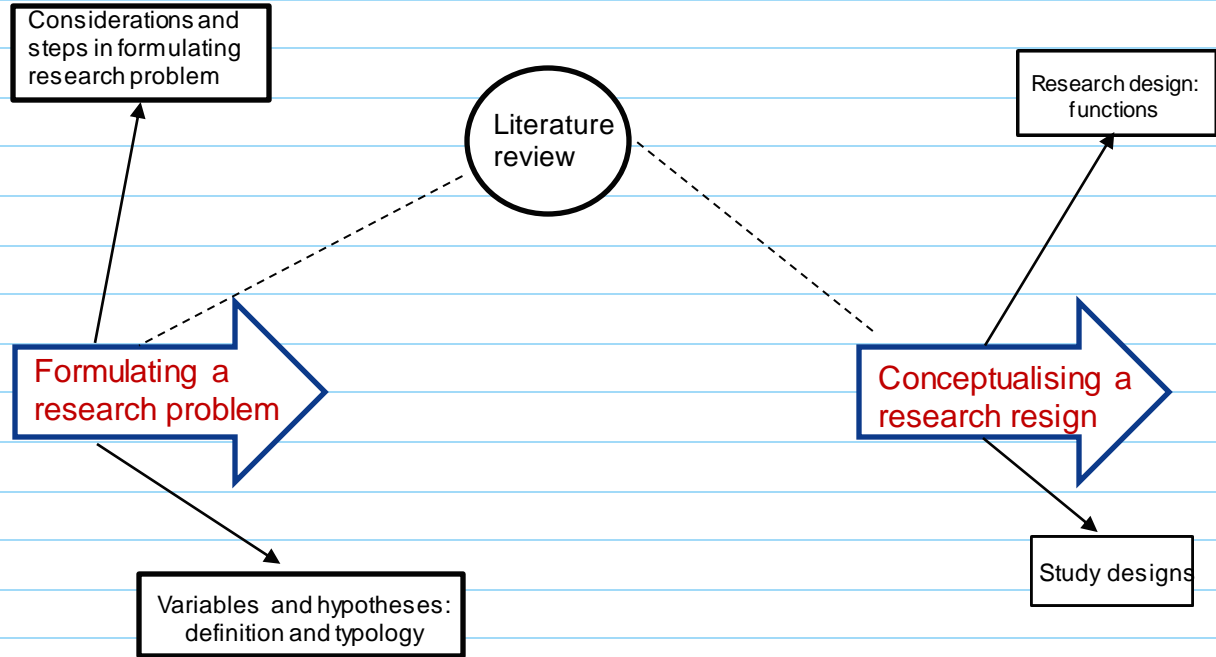 Considerations and
steps in formulating
research problem
Literature
review
Research design:
functions
Formulating a
research problem
Conceptualising a
research resign
Variables and hypotheses:
definition and typology
Study designs